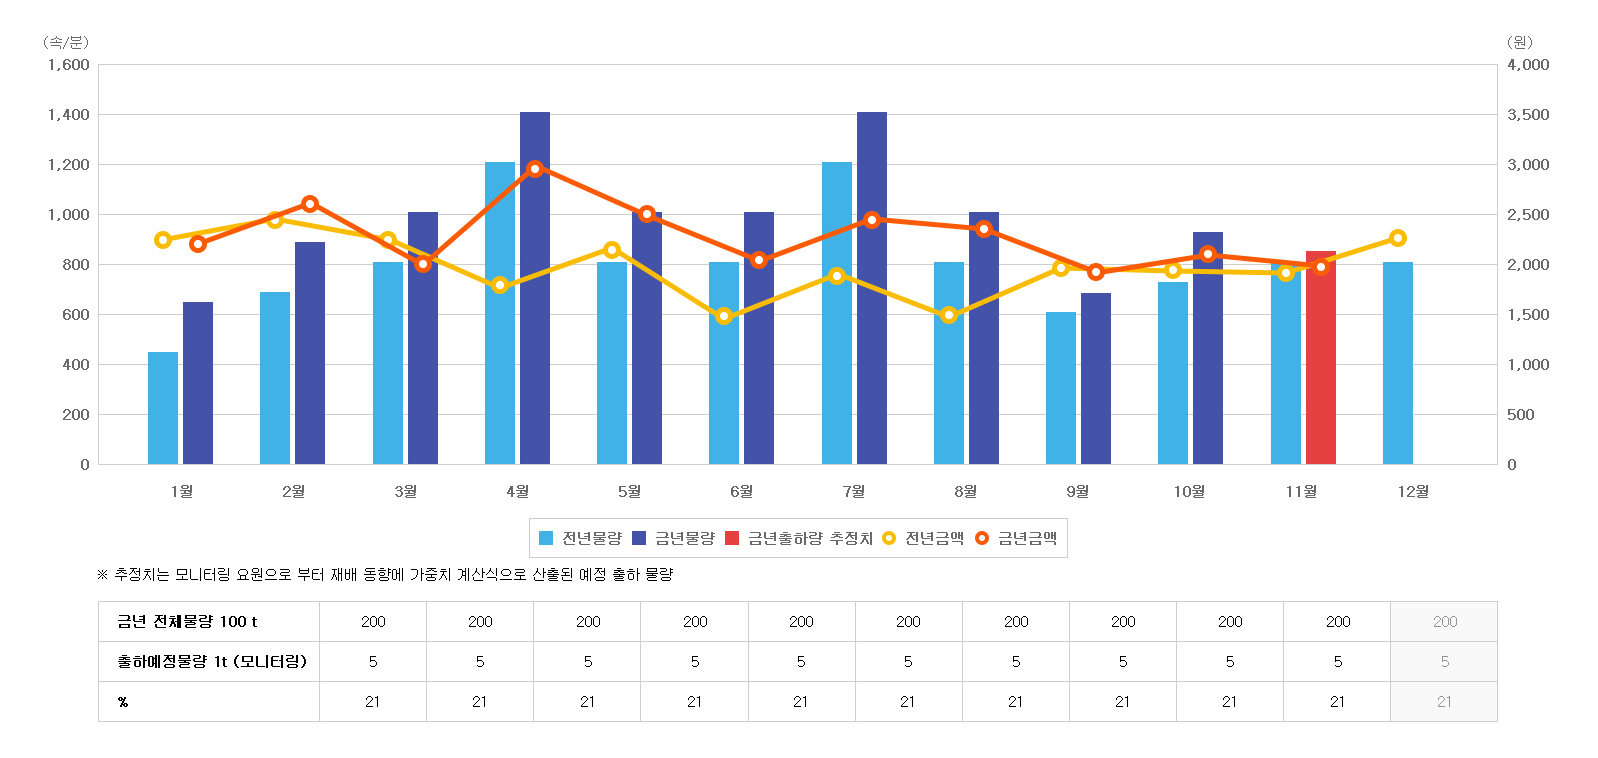 (속/분) (원)
1,600 4,000
1,400 3,500
1,200 3,000
1,000 2,500
800 2,000
600 1,500
400 1,000
200 500
0 0
1월 2월 3월 4월 5월 6월 7월 8월 9월 10월 11월 12월
전년물량 금년물량 금년출하량 추정치 전년금액 금년금액
※ 추정치는 모니터링 요원으로 부터 재배 동향에 가중치 계산식으로 산출된 예정 출하 물량
금년 전체물량 100 t 200 200 200 200 200 200 200 200 200 200 200
출하예정물량 1t (모니터링) 5 5 5 5 5 5 5 5 5 5 5
% 21 21 21 21 21 21 21 21 21 21 21